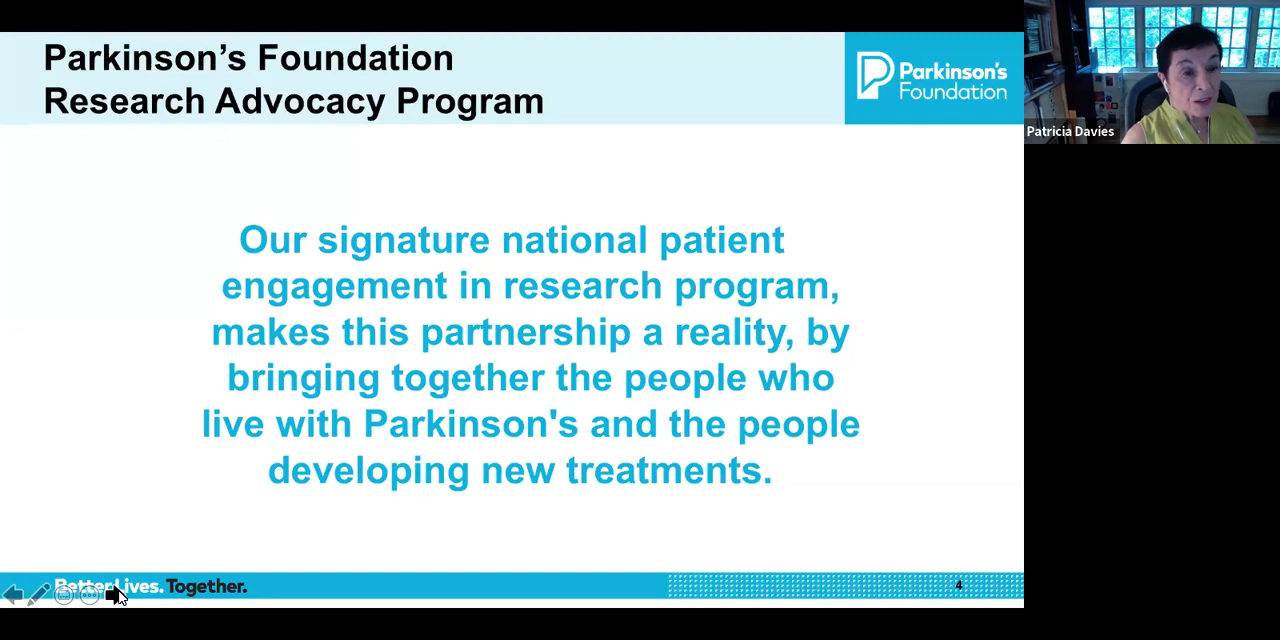 Parkinson’s Foundation
Research Advocacy Program
Parkinson's
Foundation
Patricia Davies
Our signature national patient
engagement in research program,
makes this partnership a reality, by
bringing together the people who
live with Parkinson's and the people
developing new treatments.
Better Lives. Together.
4